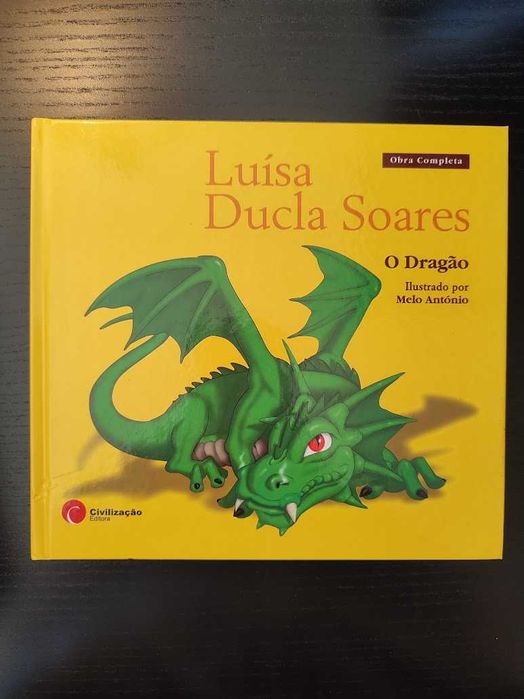 Obra Completa
Luísa
Ducla Soares
O Dragão
Ilustrado por
Melo António
Civilização
Editora